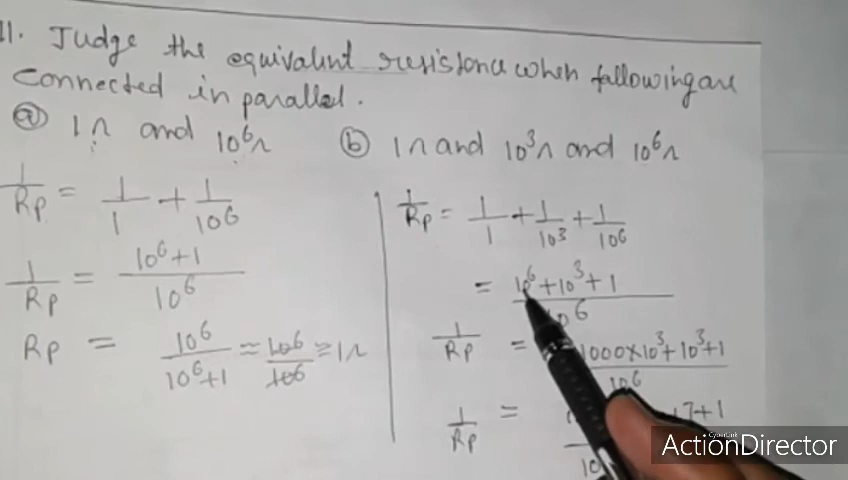 11. Judge the equivalent resistance when fallowing are
connected in parallel.
(a) 1Ω and 10⁶Ω (b) 1Ω and 10³Ω and 10⁶Ω
1/Rp = 1/1 + 1/10⁶
1/Rp = 10⁶+1/10⁶
Rp = 10⁶/10⁶+1 ≈ 10⁶/10⁶ ≈ 1Ω
1/Rp = 1/1 + 1/10³ + 1/10⁶
= 10⁶+10³+1/10⁶
1/Rp = 1000×10³+10³+1/10⁶
1/Rp = +1
CyberLink
ActionDirector